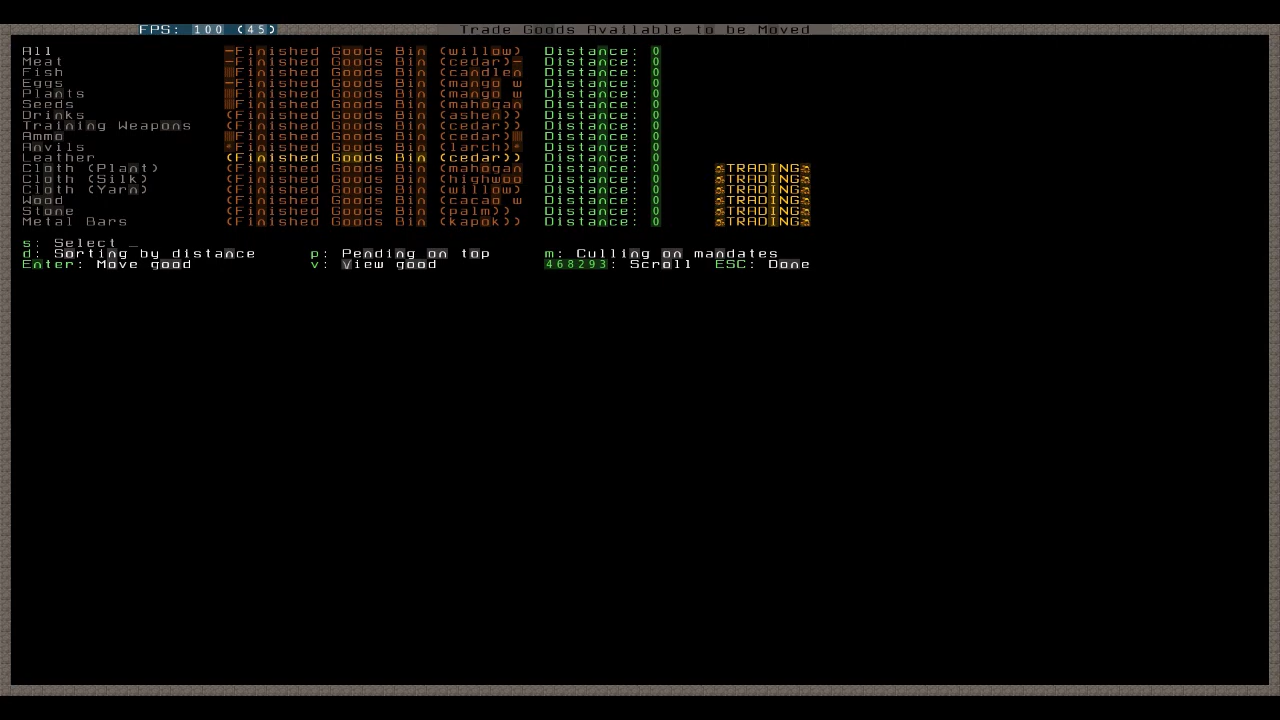 FPS: 100 (45) Trade Goods Available to be Moved
All -Finished Goods Bin (willow) Distance: 0
Meat -Finished Goods Bin (cedar)- Distance: 0
Fish Finished Goods Bin (candlen Distance: 0
Eggs -Finished Goods Bin (mango w Distance: 0
Plants Finished Goods Bin (mango w Distance: 0
Seeds Finished Goods Bin (mahogan Distance: 0
Drinks (Finished Goods Bin (ashen)) Distance: 0
Training Weapons (Finished Goods Bin (cedar)) Distance: 0
Ammo Finished Goods Bin (cedar) Distance: 0
Anvils *Finished Goods Bin (larch)* Distance: 0
Leather (Finished Goods Bin (cedar)) Distance: 0
Cloth (Plant) (Finished Goods Bin (mahogan Distance: 0 TRADING
Cloth (Silk) (Finished Goods Bin (highwoo Distance: 0 TRADING
Cloth (Yarn) (Finished Goods Bin (willow) Distance: 0 TRADING
Wood (Finished Goods Bin (cacao w Distance: 0 TRADING
Stone (Finished Goods Bin (palm)) Distance: 0 TRADING
Metal Bars (Finished Goods Bin (kapok)) Distance: 0 TRADING
s: Select _
d: Sorting by distance p: Pending on top m: Culling on mandates
Enter: Move good v: View good 468293: Scroll ESC: Done